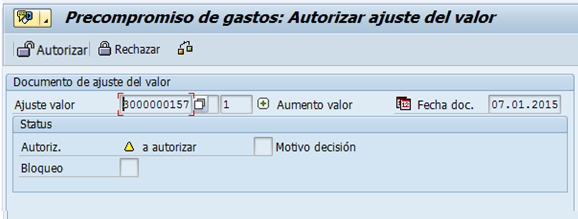 Precompromiso de gastos: Autorizar ajuste del valor
Autorizar Rechazar
Documento de ajuste del valor
Ajuste valor 3000000157 1 Aumento valor Fecha doc. 07.01.2015
Status
Autoriz. a autorizar Motivo decisión
Bloqueo